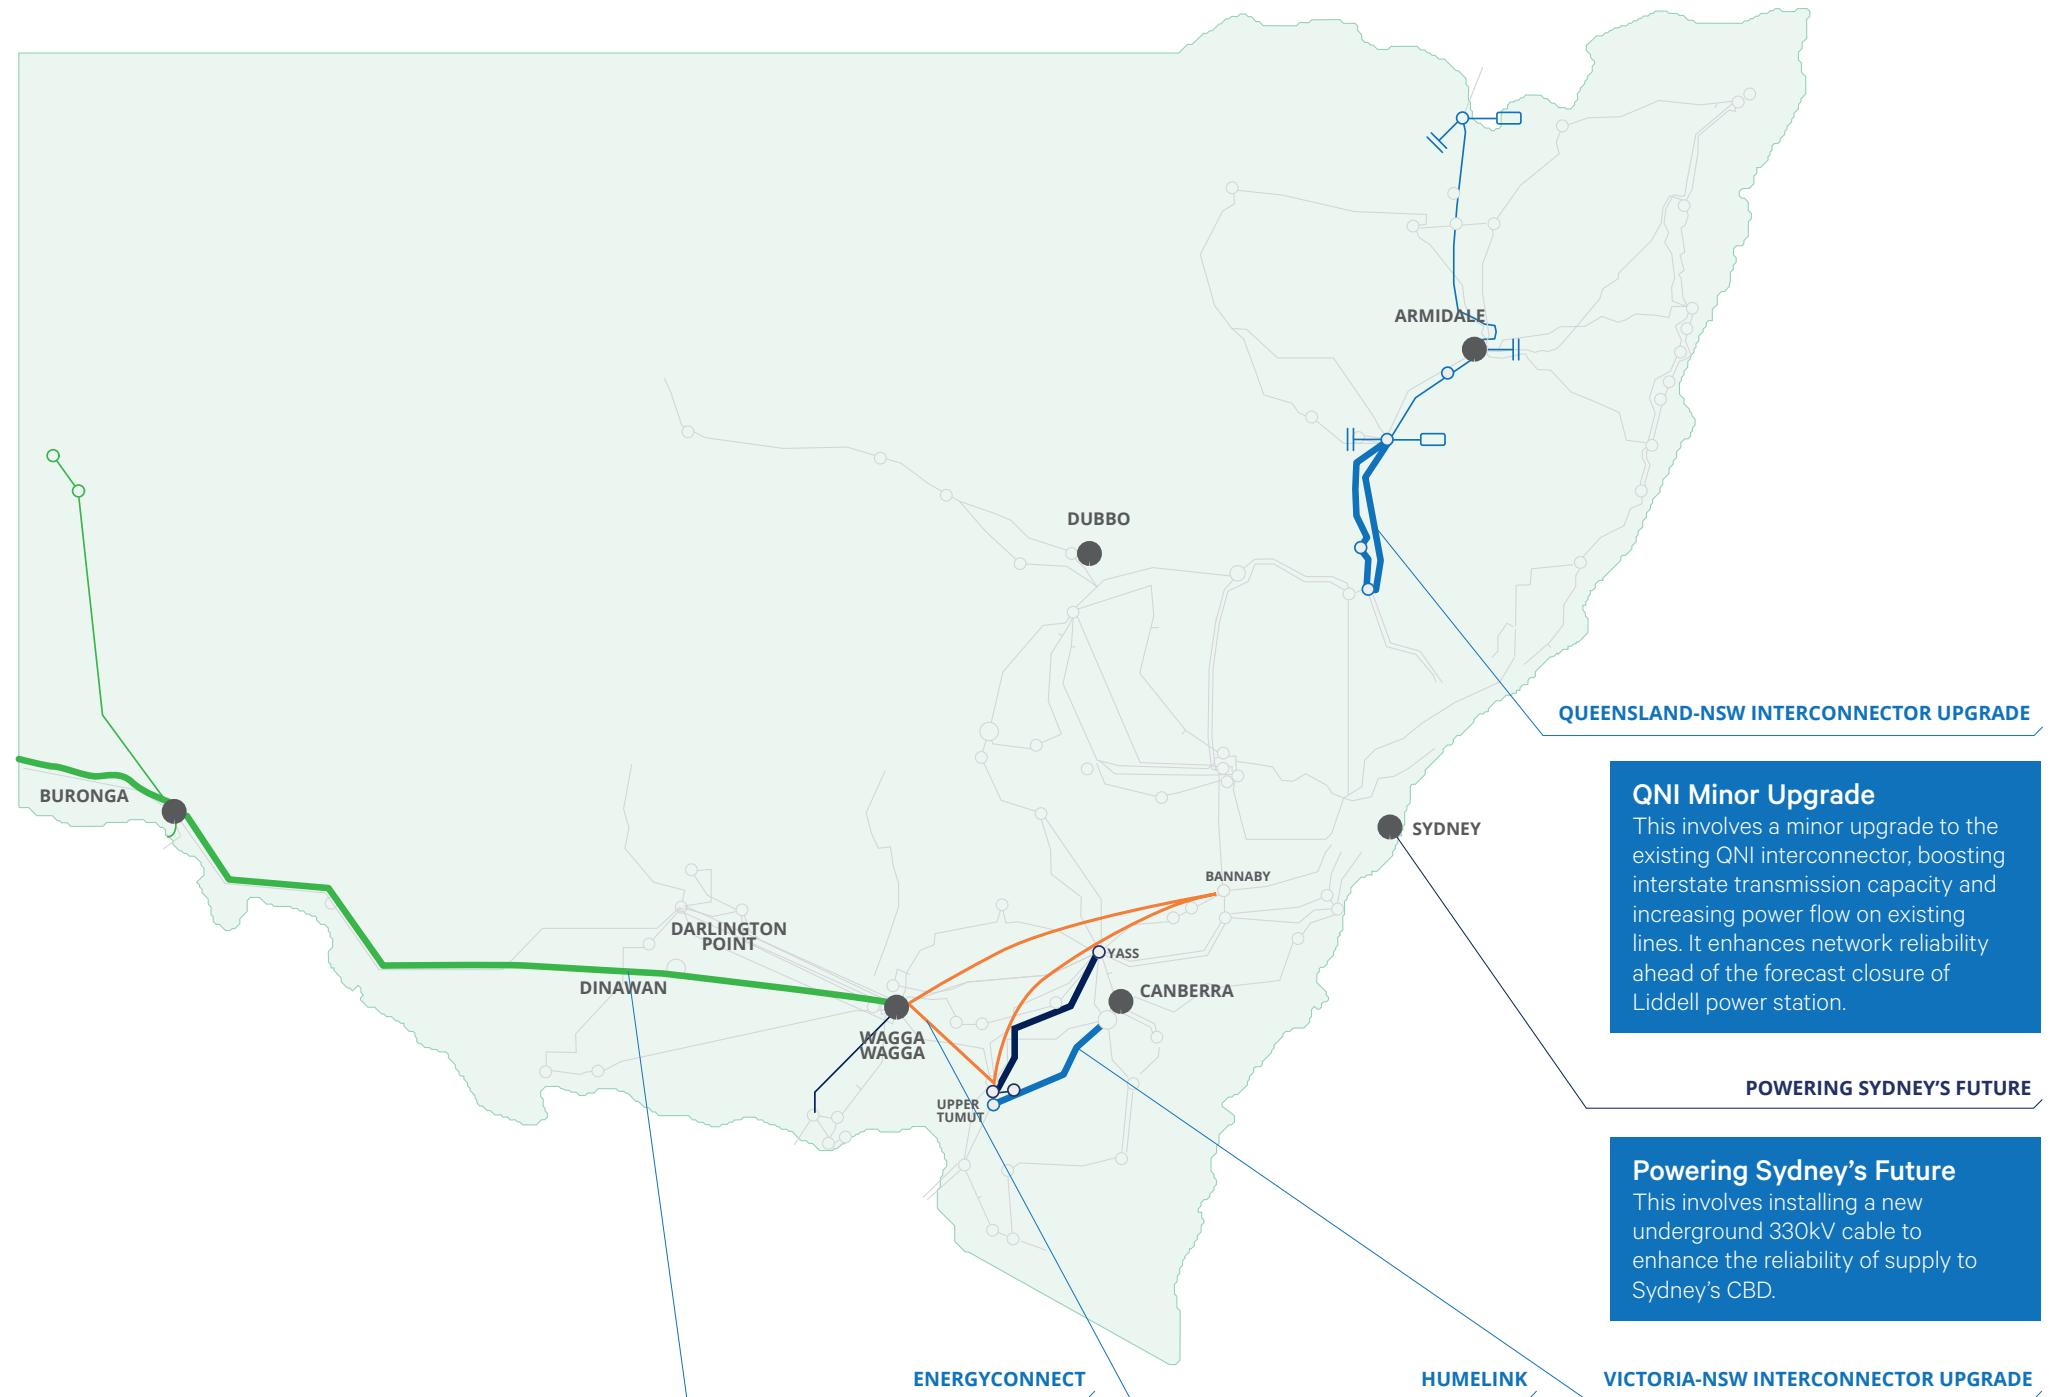 ARMIDALE
DUBBO
QUEENSLAND-NSW INTERCONNECTOR UPGRADE
QNI Minor Upgrade
This involves a minor upgrade to the
existing QNI interconnector, boosting
interstate transmission capacity and
increasing power flow on existing
lines. It enhances network reliability
ahead of the forecast closure of
Liddell power station.
BURONGA
SYDNEY
BANNABY
DARLINGTON
POINT
YASS
DINAWAN
CANBERRA
WAGGA
WAGGA
UPPER
TUMUT
POWERING SYDNEY’S FUTURE
Powering Sydney’s Future
This involves installing a new
underground 330kV cable to
enhance the reliability of supply to
Sydney’s CBD.
ENERGYCONNECT
HUMELINK
VICTORIA-NSW INTERCONNECTOR UPGRADE